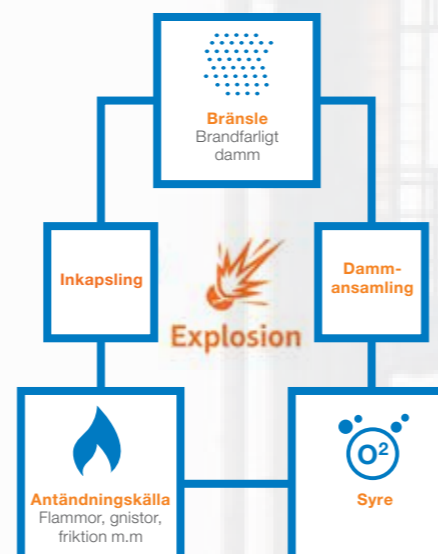 Bränsle
Brandfarligt
damm
Inkapsling
Damm-
ansamling
Explosion
O²
Antändningskälla
Flammor, gnistor,
friktion m.m
Syre